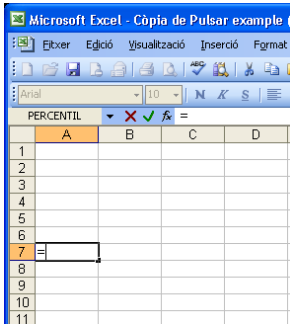 Microsoft Excel - Còpia de Pulsar example (
Fitxer Edició Visualització Inserció Format
ABC
Arial 10 N K S
PERCENTIL fx =
A B C D
1
2
3
4
5
6
7 =
8
9
10
11